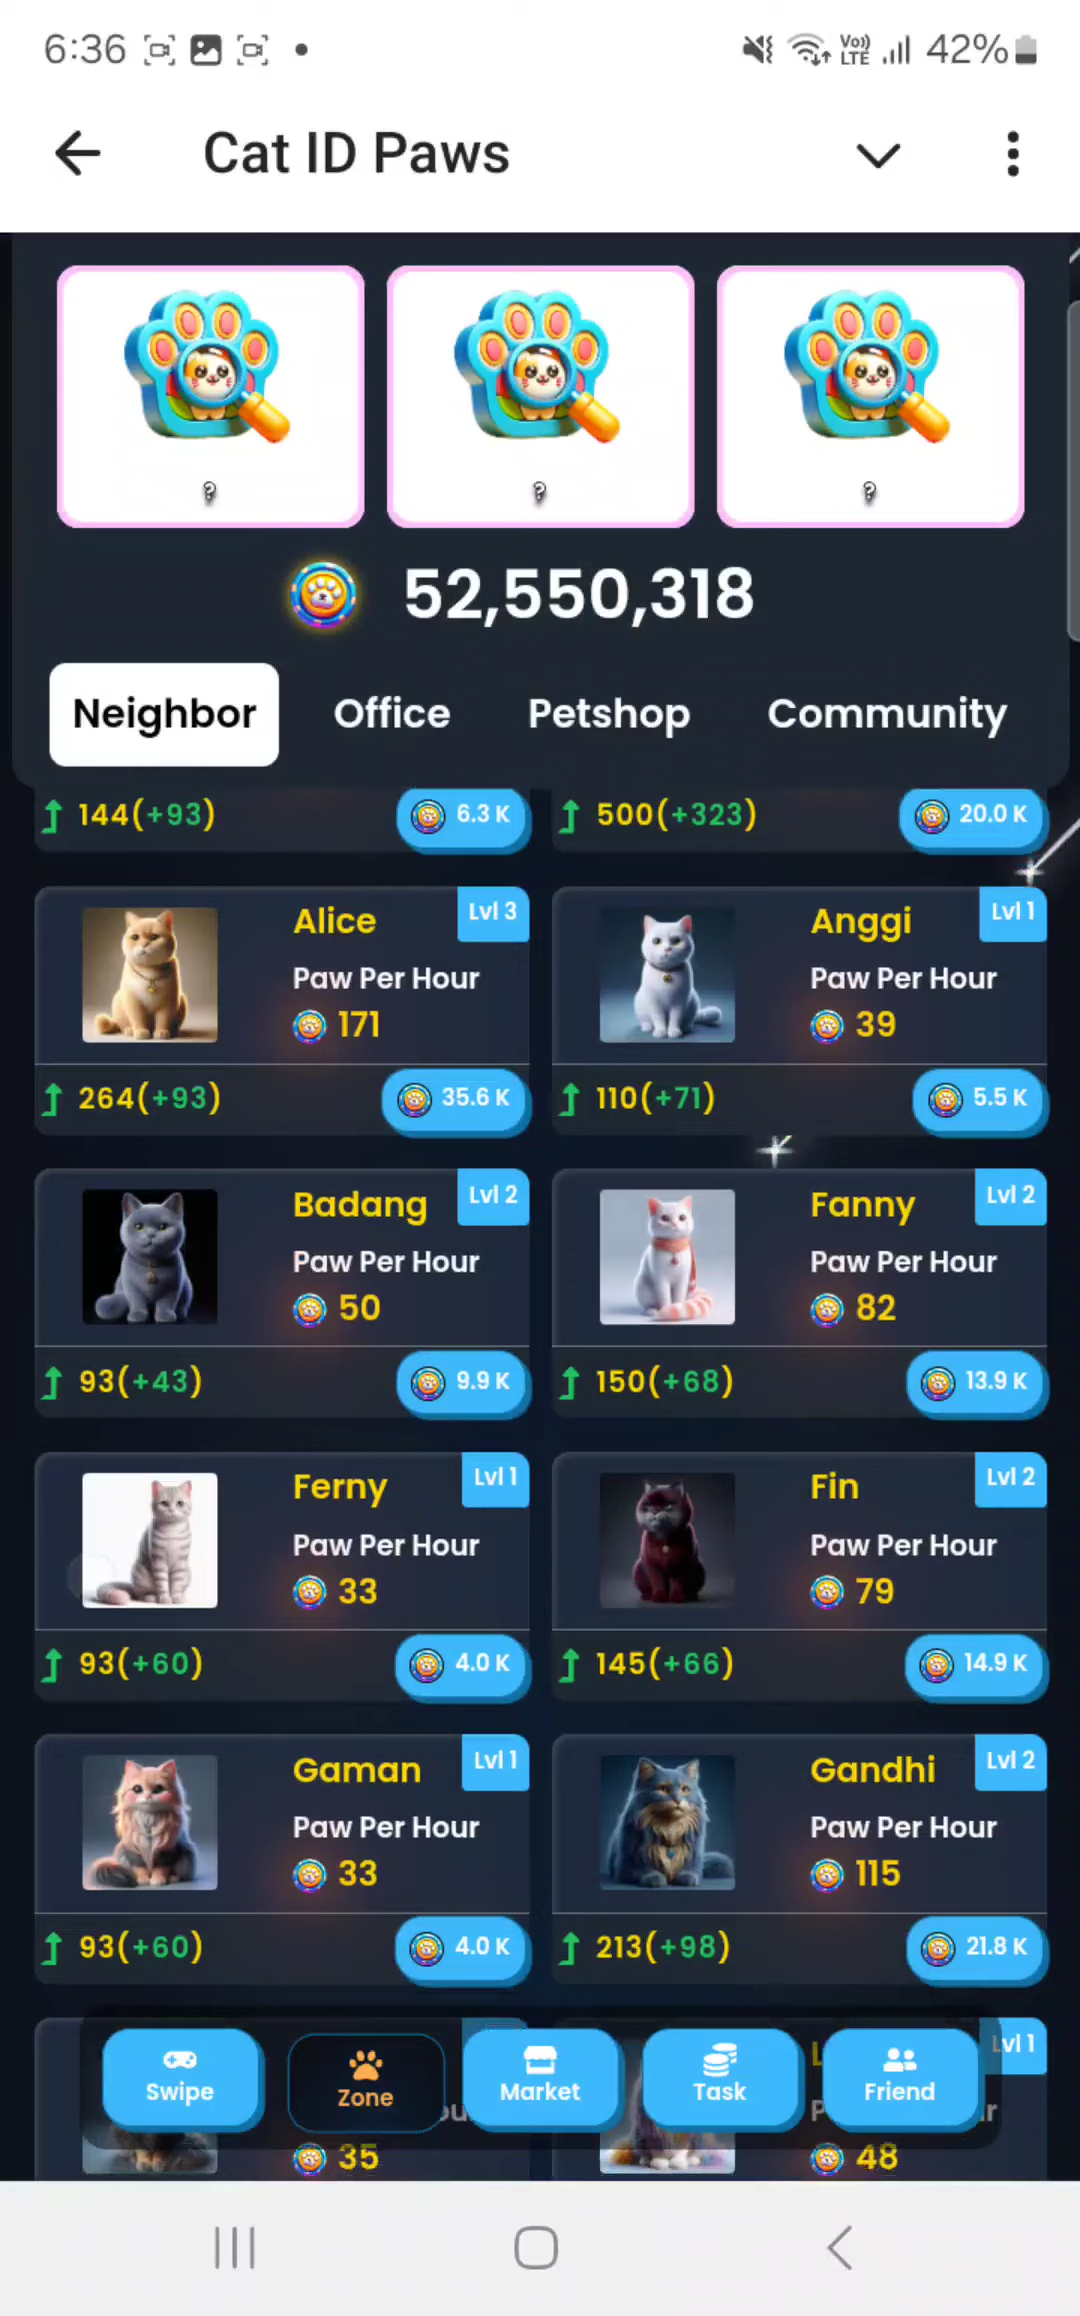 6:36 Vo)) LTE 42%
Cat ID Paws
? ? ?
52,550,318
Neighbor Office Petshop Community
144(+93) 6.3 K 500(+323) 20.0 K
Alice Lvl 3 Anggi Lvl 1
Paw Per Hour Paw Per Hour
171 39
264(+93) 35.6 K 110(+71) 5.5 K
Badang Lvl 2 Fanny Lvl 2
Paw Per Hour Paw Per Hour
50 82
93(+43) 9.9 K 150(+68) 13.9 K
Ferny Lvl 1 Fin Lvl 2
Paw Per Hour Paw Per Hour
33 79
93(+60) 4.0 K 145(+66) 14.9 K
Gaman Lvl 1 Gandhi Lvl 2
Paw Per Hour Paw Per Hour
33 115
93(+60) 4.0 K 213(+98) 21.8 K
Lvl 1
Swipe Zone Market Task Friend
35 48